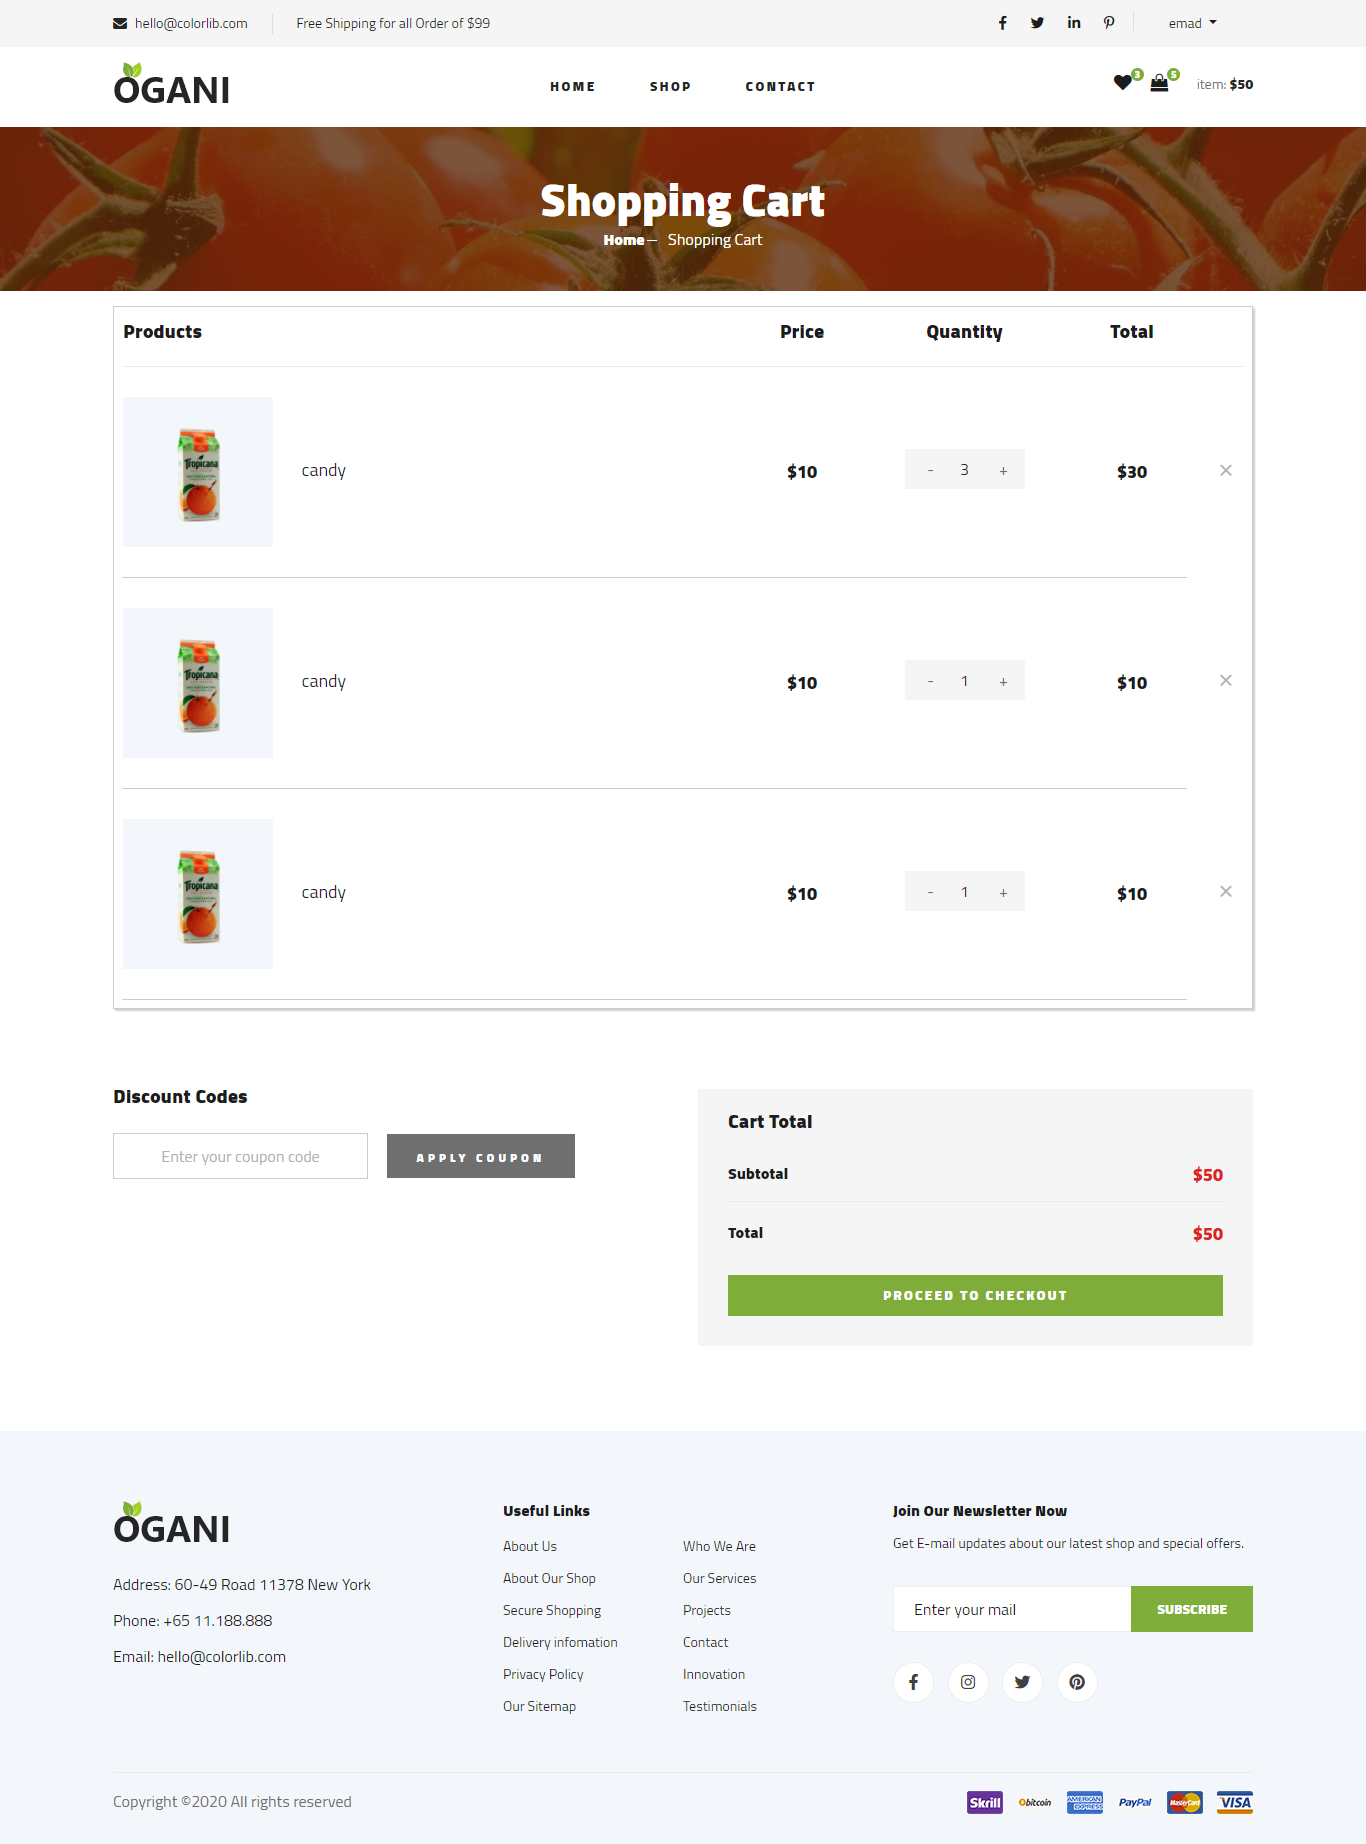 hello@colorlib.com
Free Shipping for all Order of $99
emad
OGANI
HOME
SHOP
CONTACT
3
5
item: $50
Shopping Cart
Home — Shopping Cart
Products
Price
Quantity
Total
Tropicana
candy
$10
- 3 +
$30
×
Tropicana
candy
$10
- 1 +
$10
×
Tropicana
candy
$10
- 1 +
$10
×
Discount Codes
Enter your coupon code
APPLY COUPON
Cart Total
Subtotal
$50
Total
$50
PROCEED TO CHECKOUT
OGANI
Address: 60-49 Road 11378 New York
Phone: +65 11.188.888
Email: hello@colorlib.com
Useful Links
About Us
About Our Shop
Secure Shopping
Delivery infomation
Privacy Policy
Our Sitemap
Who We Are
Our Services
Projects
Contact
Innovation
Testimonials
Join Our Newsletter Now
Get E-mail updates about our latest shop and special offers.
Enter your mail
SUBSCRIBE
Copyright ©2020 All rights reserved
Skrill
bitcoin
AMERICAN
EXPRESS
PayPal
MasterCard
VISA